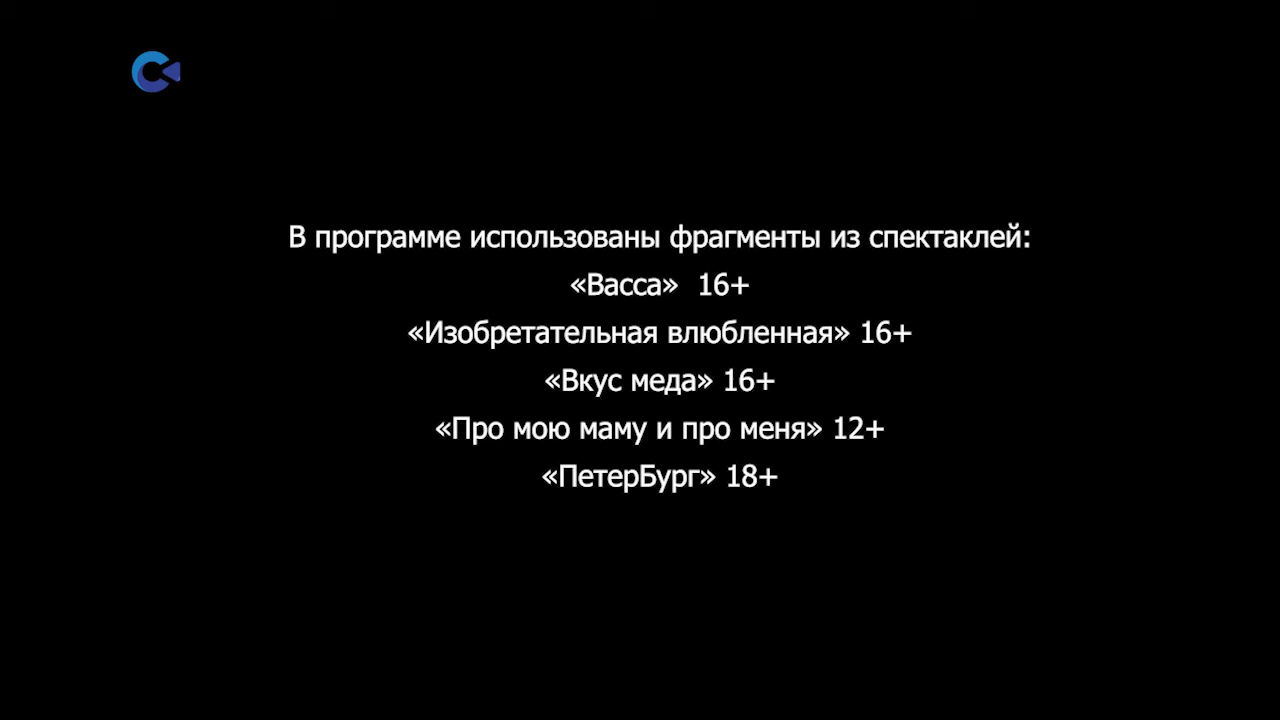 В программе использованы фрагменты из спектаклей:
«Васса»  16+
«Изобретательная влюбленная» 16+
«Вкус меда» 16+
«Про мою маму и про меня» 12+
«ПетерБург» 18+